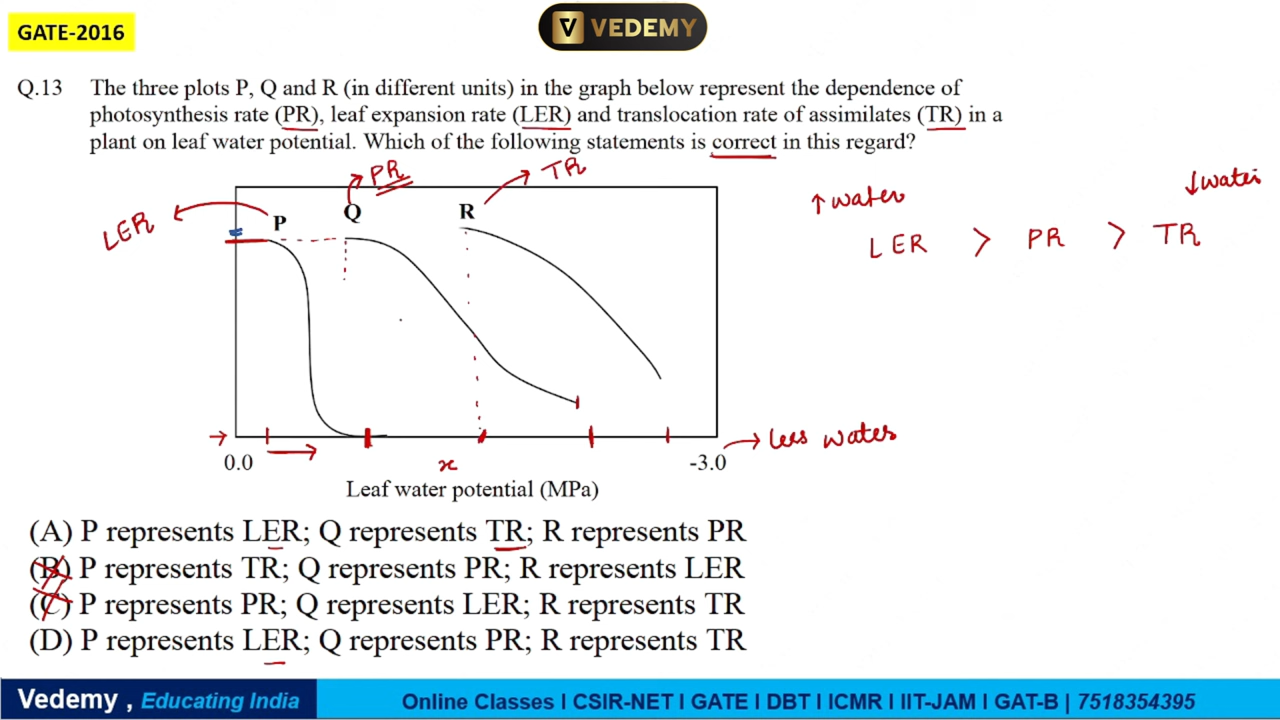 GATE-2016
VEDEMY
Q.13 The three plots P, Q and R (in different units) in the graph below represent the dependence of
photosynthesis rate (PR), leaf expansion rate (LER) and translocation rate of assimilates (TR) in a
plant on leaf water potential. Which of the following statements is correct in this regard?
PR
TR
↑ water
↓ water
LER
P
Q
R
LER > PR > TR
→ less water
0.0
x
-3.0
Leaf water potential (MPa)
(A) P represents LER; Q represents TR; R represents PR
(B) P represents TR; Q represents PR; R represents LER
(C) P represents PR; Q represents LER; R represents TR
(D) P represents LER; Q represents PR; R represents TR
Vedemy , Educating India
Online Classes I CSIR-NET I GATE I DBT I ICMR I IIT-JAM I GAT-B | 7518354395